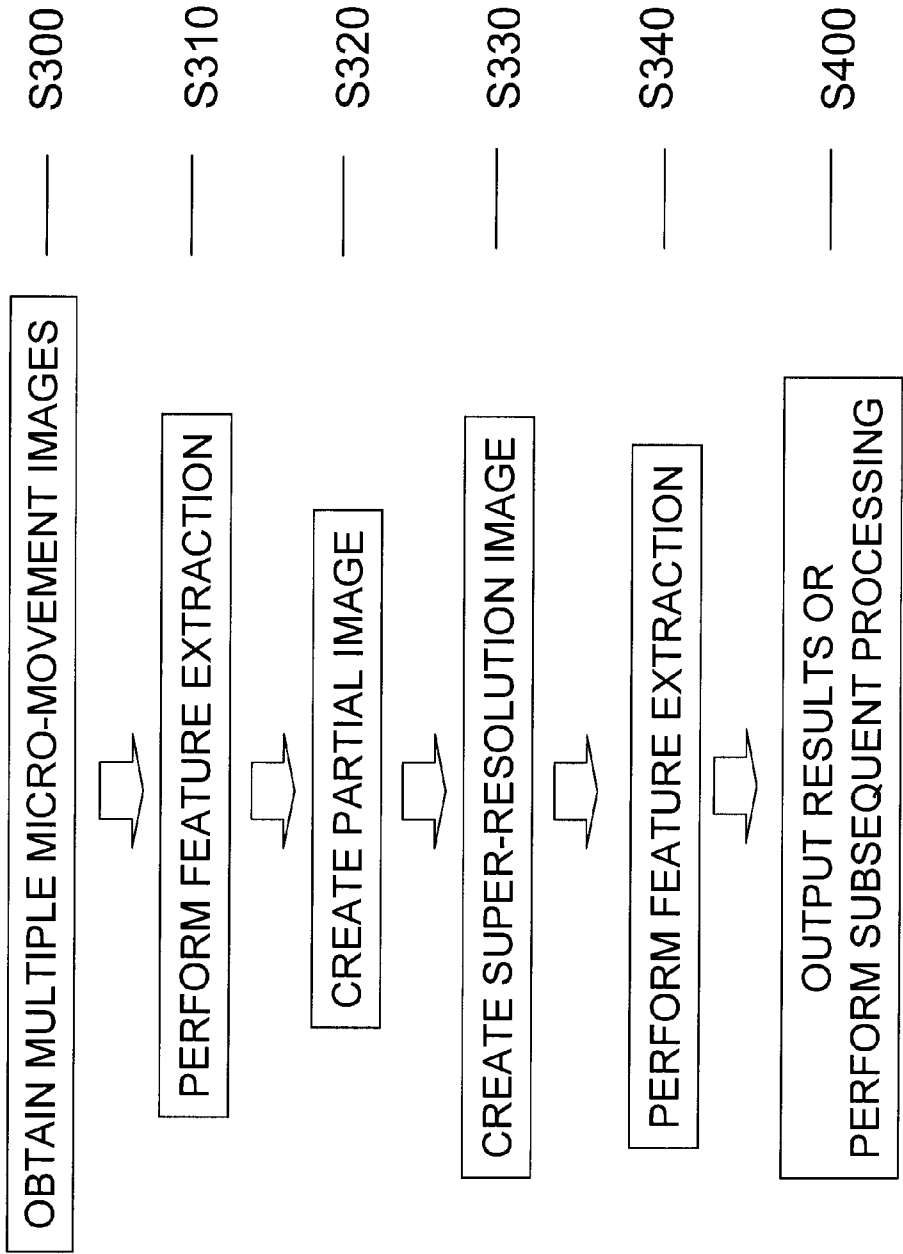 OBTAIN MULTIPLE MICRO-MOVEMENT IMAGES
S300
PERFORM FEATURE EXTRACTION
S310
CREATE PARTIAL IMAGE
S320
CREATE SUPER-RESOLUTION IMAGE
S330
PERFORM FEATURE EXTRACTION
S340
OUTPUT RESULTS OR
PERFORM SUBSEQUENT PROCESSING
S400